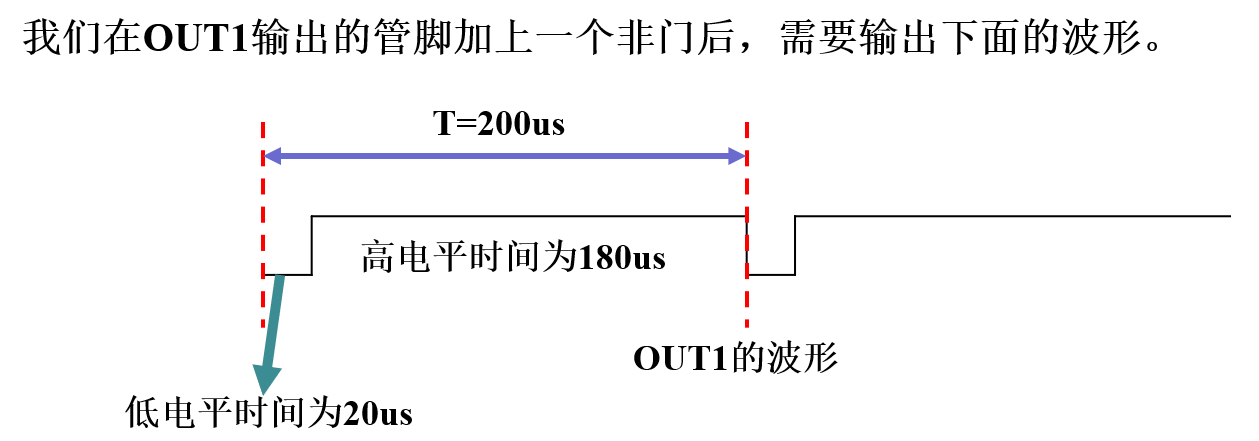 我们在OUT1输出的管脚加上一个非门后，需要输出下面的波形。
T=200us
高电平时间为180us
OUT1的波形
低电平时间为20us